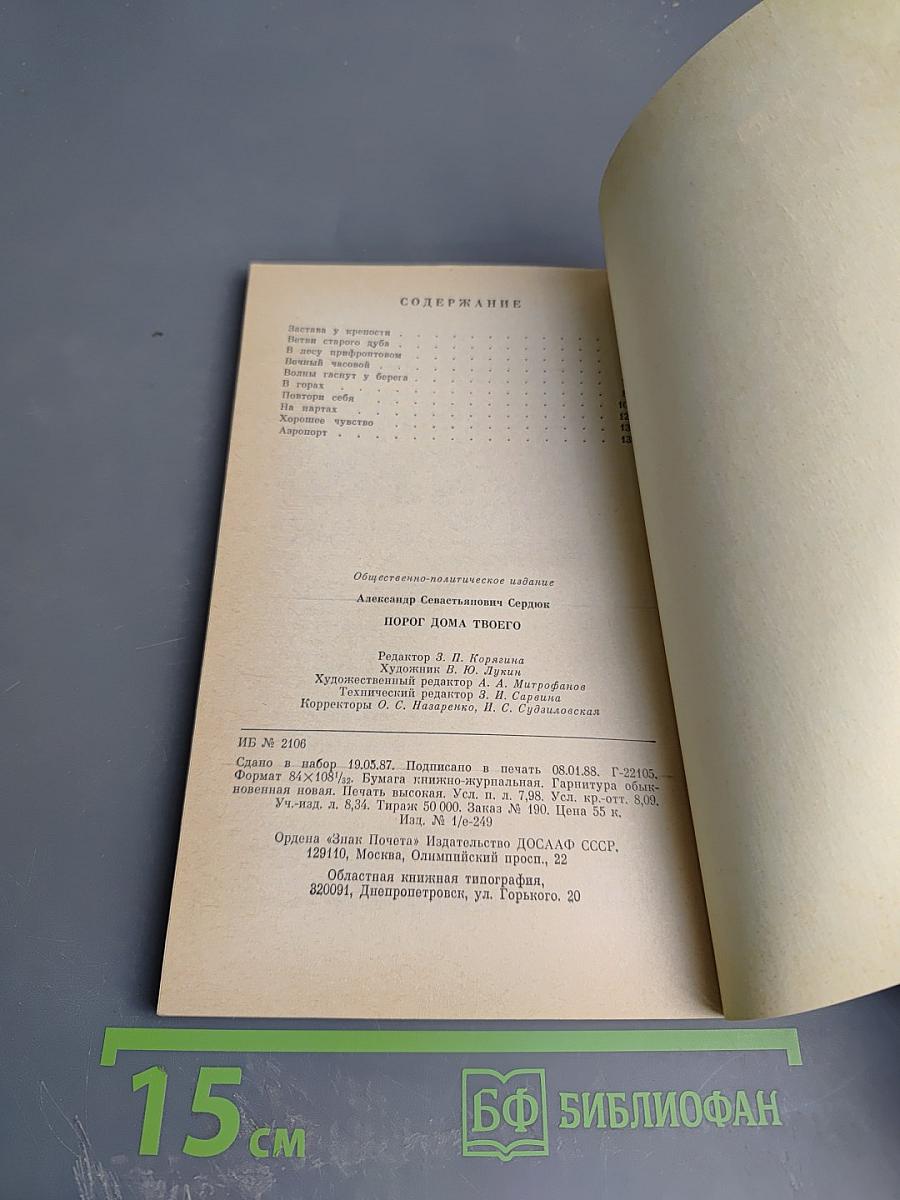 СОДЕРЖАНИЕ
Застава у крепости . . . . . . . . . .
Ветви старого дуба . . . . . . . . . .
В лесу прифронтовом . . . . . . . . .
Вечный часовой . . . . . . . . . . .
Волны гаснут у берега . . . . . . . . .
В горах . . . . . . . . . . . . .
Повтори себя . . . . . . . . . . .
На нартах . . . . . . . . . . . .
Хорошее чувство . . . . . . . . . .
Аэропорт . . . . . . . . . . . .
Общественно-политическое издание
Александр Севастьянович Сердюк
ПОРОГ ДОМА ТВОЕГО
Редактор З. П. Корягина
Художник В. Ю. Лукин
Художественный редактор А. А. Митрофанов
Технический редактор З. И. Сарвина
Корректоры О. С. Назаренко, И. С. Судзиловская
ИБ № 2106
Сдано в набор 19.05.87. Подписано в печать 08.01.88. Г-22105.
Формат 84×108¹/₃₂. Бумага книжно-журнальная. Гарнитура обык-
новенная новая. Печать высокая. Усл. п. л. 7,98. Усл. кр.-отт. 8,09.
Уч.-изд. л. 8,34. Тираж 50 000. Заказ № 190. Цена 55 к.
Изд. № 1/е-249
Ордена «Знак Почета» Издательство ДОСААФ СССР,
129110, Москва, Олимпийский просп., 22
Областная книжная типография,
320091, Днепропетровск, ул. Горького. 20
15 см
БФ БИБЛИОФАН